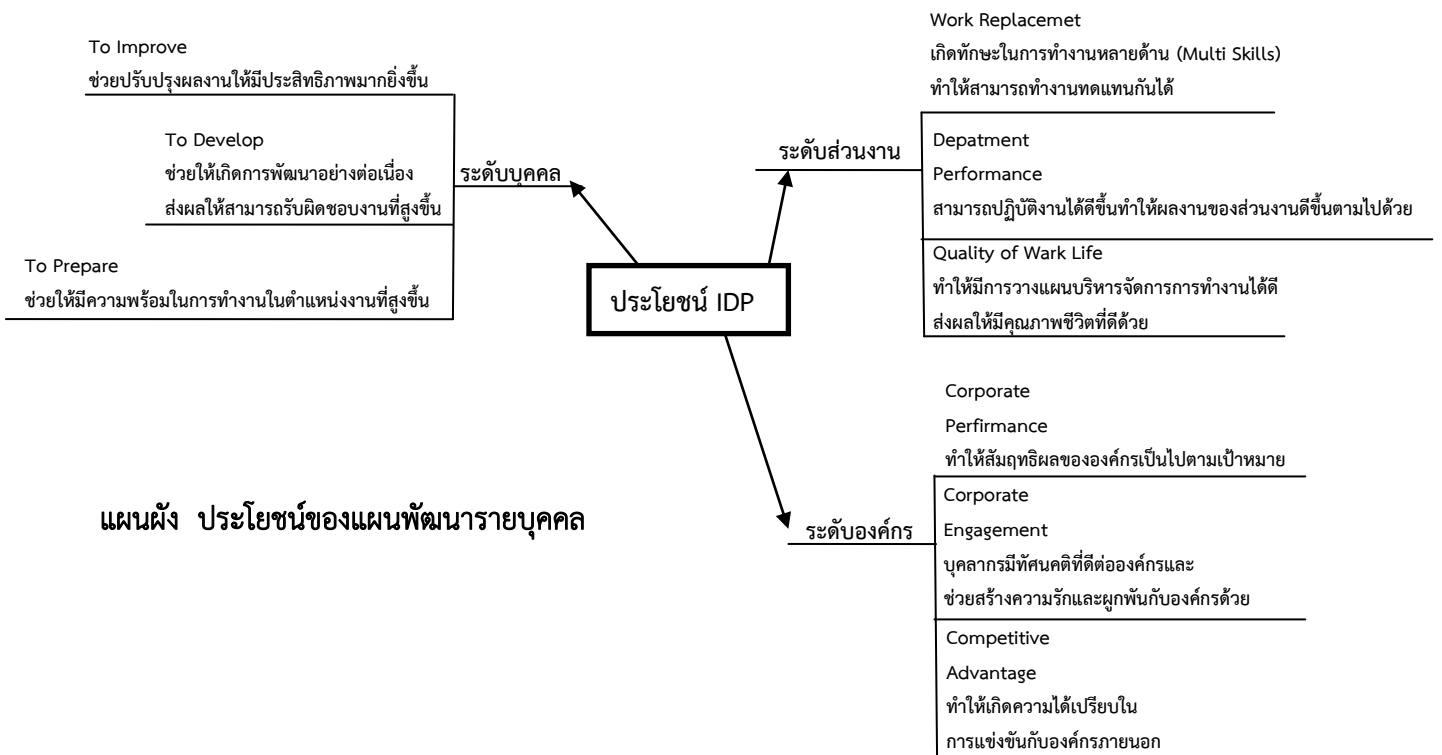 To Improve
ช่วยปรับปรุงผลงานให้มีประสิทธิภาพมากยิ่งขึ้น
To Develop
ช่วยให้เกิดการพัฒนาอย่างต่อเนื่อง
ส่งผลให้สามารถรับผิดชอบงานที่สูงขึ้น
To Prepare
ช่วยให้มีความพร้อมในการทำงานในตำแหน่งงานที่สูงขึ้น
ระดับบุคคล
ประโยชน์ IDP
ระดับส่วนงาน
Work Replacemet
เกิดทักษะในการทำงานหลายด้าน (Multi Skills)
ทำให้สามารถทำงานทดแทนกันได้
Depatment
Performance
สามารถปฏิบัติงานได้ดีขึ้นทำให้ผลงานของส่วนงานดีขึ้นตามไปด้วย
Quality of Wark Life
ทำให้มีการวางแผนบริหารจัดการการทำงานได้ดี
ส่งผลให้มีคุณภาพชีวิตที่ดีด้วย
ระดับองค์กร
Corporate
Perfirmance
ทำให้สัมฤทธิผลขององค์กรเป็นไปตามเป้าหมาย
Corporate
Engagement
บุคลากรมีทัศนคติที่ดีต่อองค์กรและ
ช่วยสร้างความรักและผูกพันกับองค์กรด้วย
Competitive
Advantage
ทำให้เกิดความได้เปรียบใน
การแข่งขันกับองค์กรภายนอก
แผนผัง ประโยชน์ของแผนพัฒนารายบุคคล